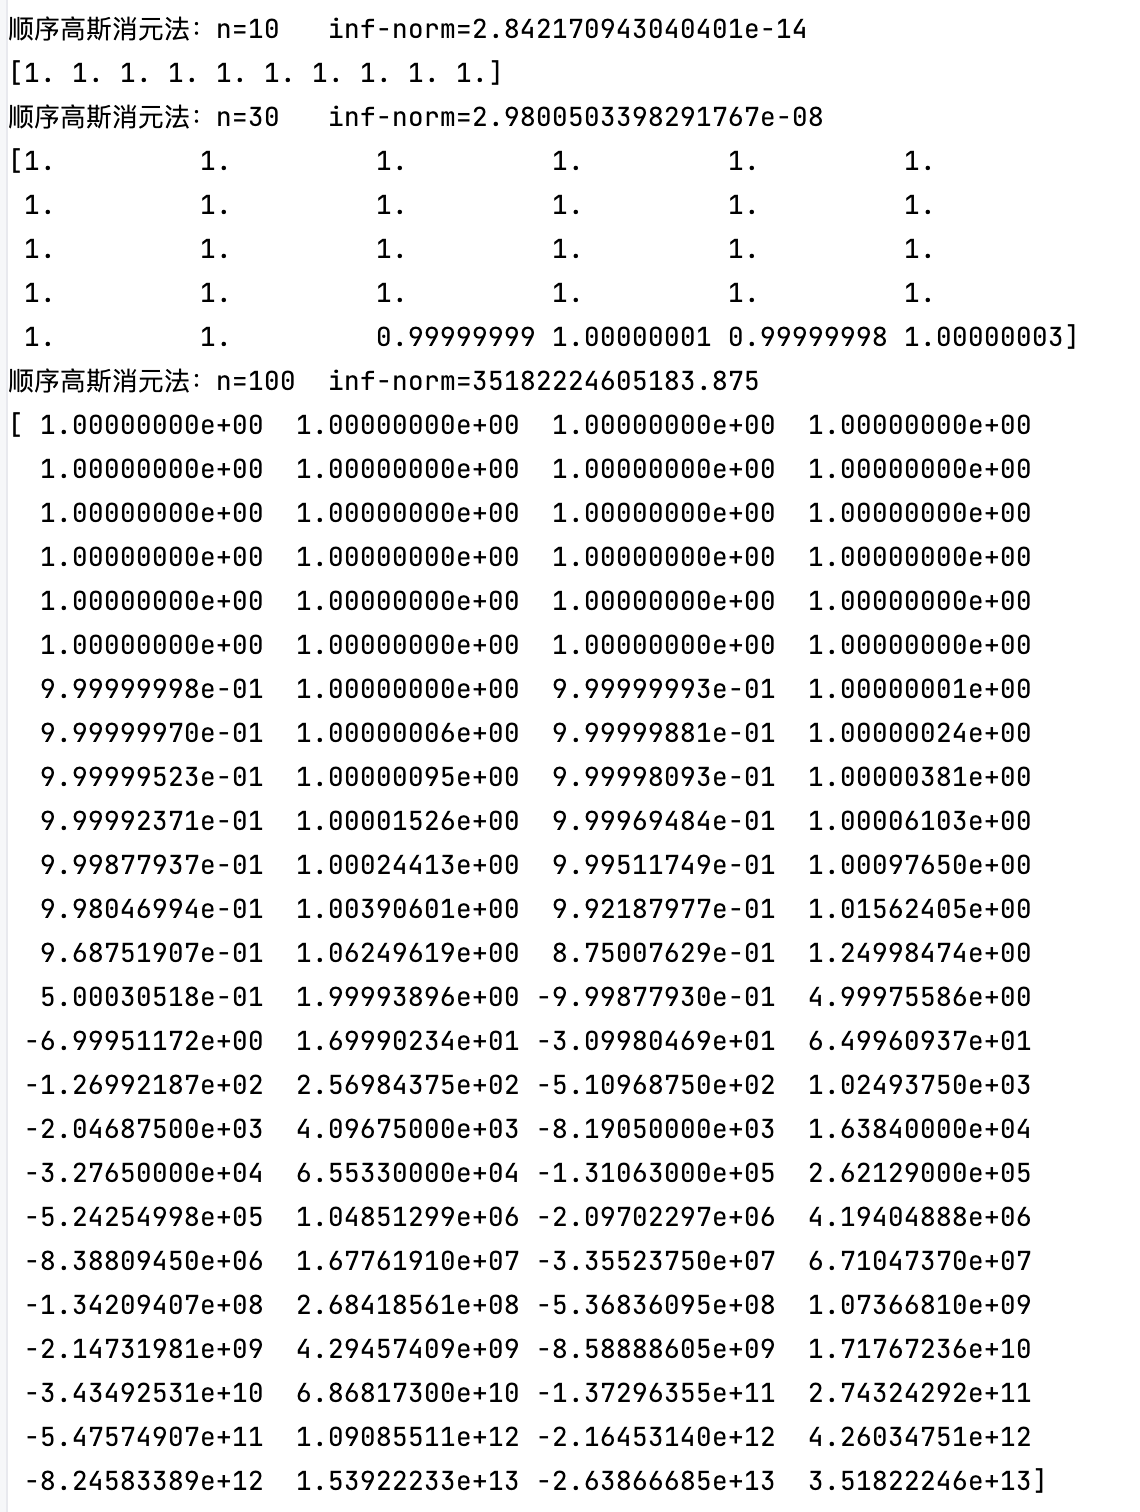 顺序高斯消元法：n=10   inf-norm=2.842170943040401e-14
[1. 1. 1. 1. 1. 1. 1. 1. 1. 1.]
顺序高斯消元法：n=30   inf-norm=2.9800503398291767e-08
[1.         1.         1.         1.         1.         1.
 1.         1.         1.         1.         1.         1.
 1.         1.         1.         1.         1.         1.
 1.         1.         1.         1.         1.         1.
 1.         1.         0.99999999 1.00000001 0.99999998 1.00000003]
顺序高斯消元法：n=100  inf-norm=35182224605183.875
[ 1.00000000e+00  1.00000000e+00  1.00000000e+00  1.00000000e+00
  1.00000000e+00  1.00000000e+00  1.00000000e+00  1.00000000e+00
  1.00000000e+00  1.00000000e+00  1.00000000e+00  1.00000000e+00
  1.00000000e+00  1.00000000e+00  1.00000000e+00  1.00000000e+00
  1.00000000e+00  1.00000000e+00  1.00000000e+00  1.00000000e+00
  1.00000000e+00  1.00000000e+00  1.00000000e+00  1.00000000e+00
  9.99999998e-01  1.00000000e+00  9.99999993e-01  1.00000001e+00
  9.99999970e-01  1.00000006e+00  9.99999881e-01  1.00000024e+00
  9.99999523e-01  1.00000095e+00  9.99998093e-01  1.00000381e+00
  9.99992371e-01  1.00001526e+00  9.99969484e-01  1.00006103e+00
  9.99877937e-01  1.00024413e+00  9.99511749e-01  1.00097650e+00
  9.98046994e-01  1.00390601e+00  9.92187977e-01  1.01562405e+00
  9.68751907e-01  1.06249619e+00  8.75007629e-01  1.24998474e+00
  5.00030518e-01  1.99993896e+00 -9.99877930e-01  4.99975586e+00
 -6.99951172e+00  1.69990234e+01 -3.09980469e+01  6.49960937e+01
 -1.26992187e+02  2.56984375e+02 -5.10968750e+02  1.02493750e+03
 -2.04687500e+03  4.09675000e+03 -8.19050000e+03  1.63840000e+04
 -3.27650000e+04  6.55330000e+04 -1.31063000e+05  2.62129000e+05
 -5.24254998e+05  1.04851299e+06 -2.09702297e+06  4.19404888e+06
 -8.38809450e+06  1.67761910e+07 -3.35523750e+07  6.71047370e+07
 -1.34209407e+08  2.68418561e+08 -5.36836095e+08  1.07366810e+09
 -2.14731981e+09  4.29457409e+09 -8.58888605e+09  1.71767236e+10
 -3.43492531e+10  6.86817300e+10 -1.37296355e+11  2.74324292e+11
 -5.47574907e+11  1.09085511e+12 -2.16453140e+12  4.26034751e+12
 -8.24583389e+12  1.53922233e+13 -2.63866685e+13  3.51822246e+13]